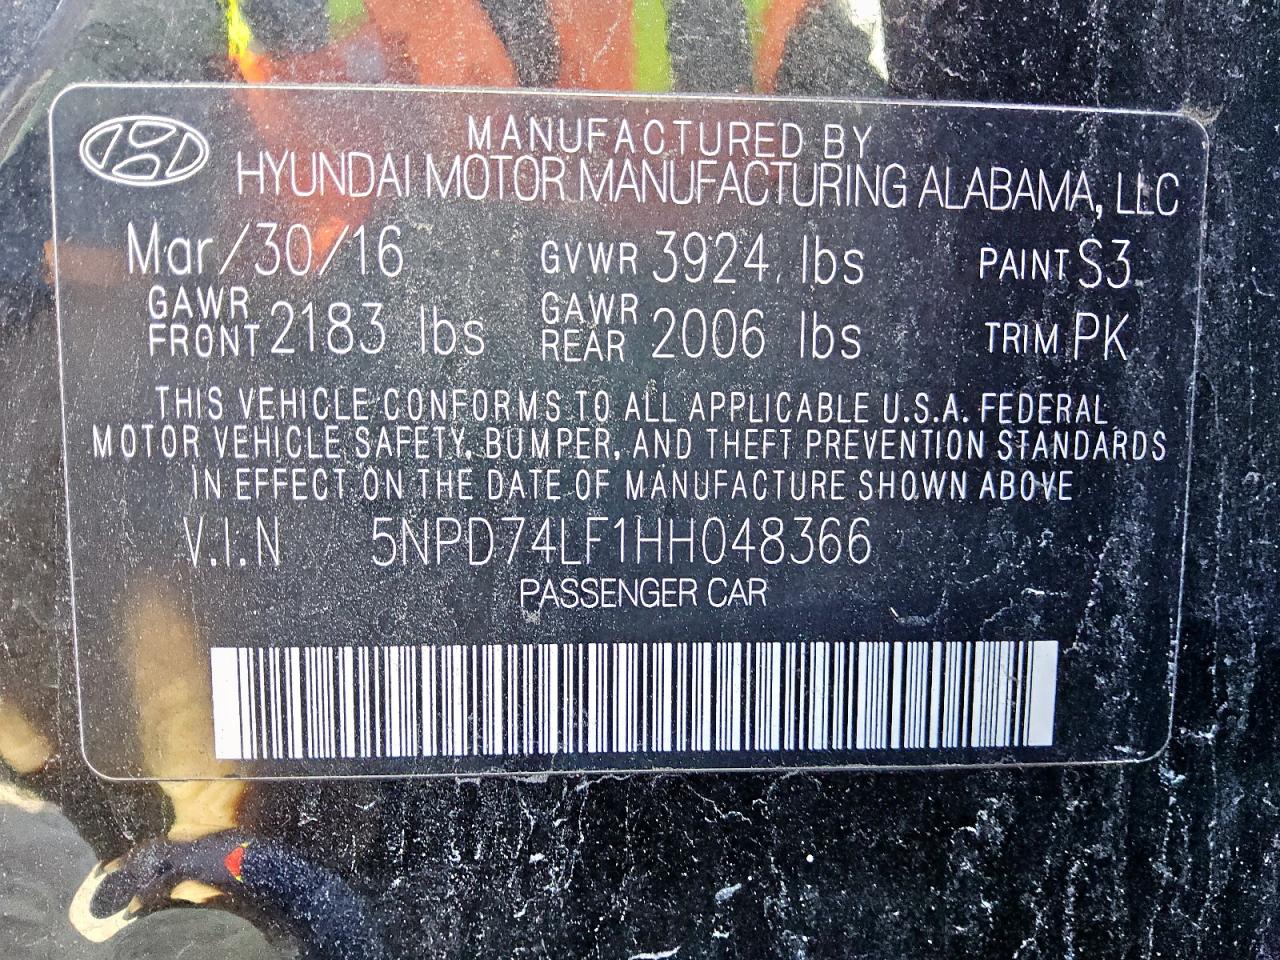 MANUFACTURED BY
HYUNDAI MOTOR MANUFACTURING ALABAMA, LLC
Mar/30/16 GVWR 3924 lbs PAINT S3
GAWR FRONT 2183 lbs GAWR REAR 2006 lbs TRIM PK
THIS VEHICLE CONFORMS TO ALL APPLICABLE U.S.A. FEDERAL
MOTOR VEHICLE SAFETY, BUMPER, AND THEFT PREVENTION STANDARDS
IN EFFECT ON THE DATE OF MANUFACTURE SHOWN ABOVE
V.I.N 5NPD74LF1HH048366
PASSENGER CAR